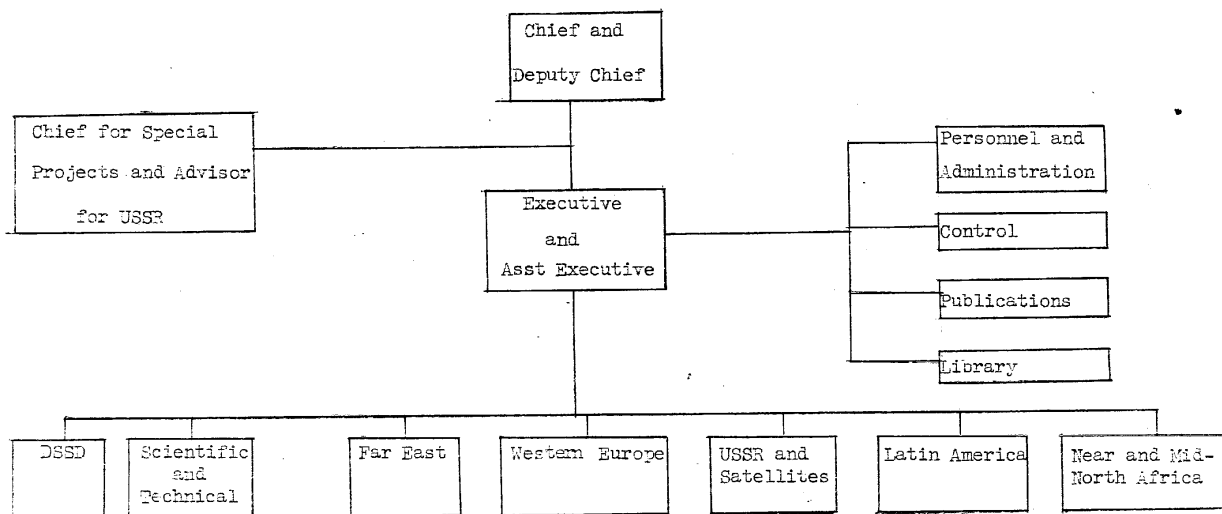 Chief and
Deputy Chief
Chief for Special
Projects and Advisor
for USSR
Personnel and
Administration
Executive
and
Asst Executive
Control
Publications
Library
DSSD
Scientific
and
Technical
Far East
Western Europe
USSR and
Satellites
Latin America
Near and Mid-
North Africa